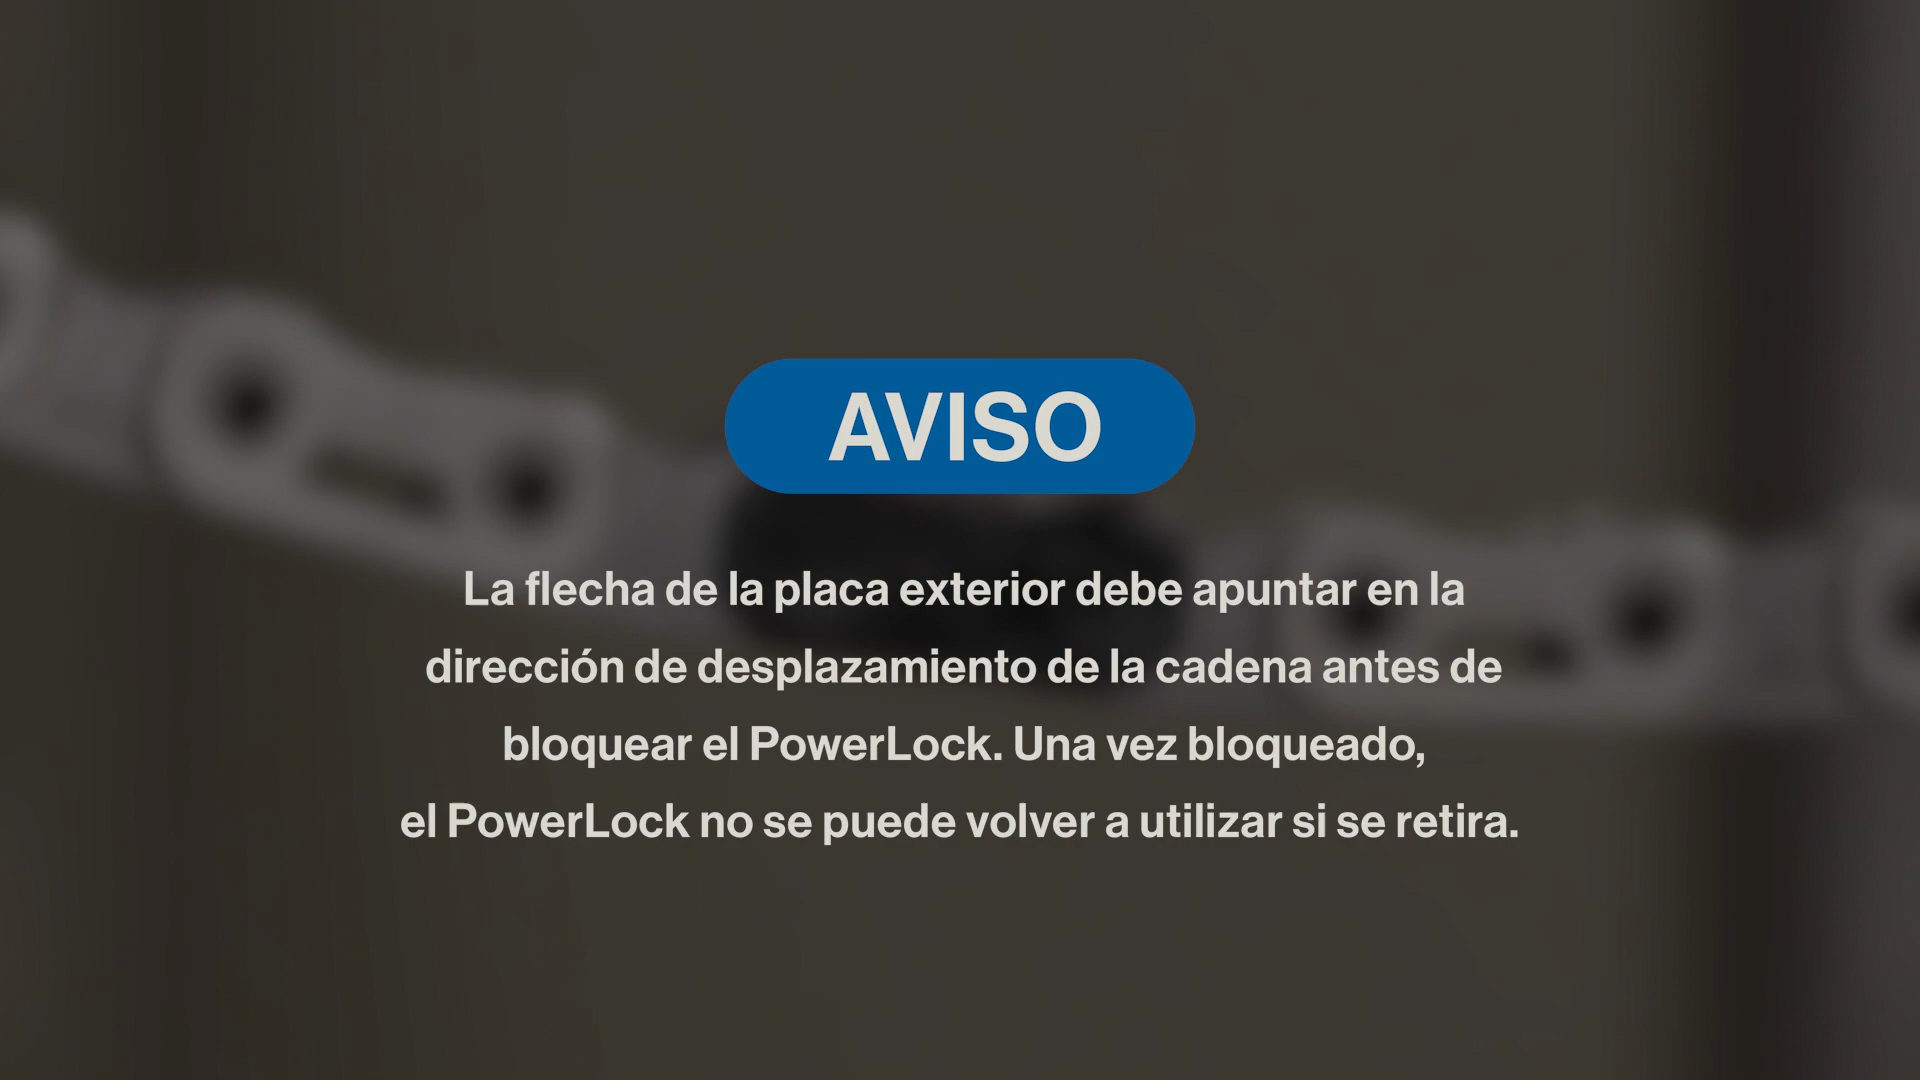 AVISO
La flecha de la placa exterior debe apuntar en la
dirección de desplazamiento de la cadena antes de
bloquear el PowerLock. Una vez bloqueado,
el PowerLock no se puede volver a utilizar si se retira.